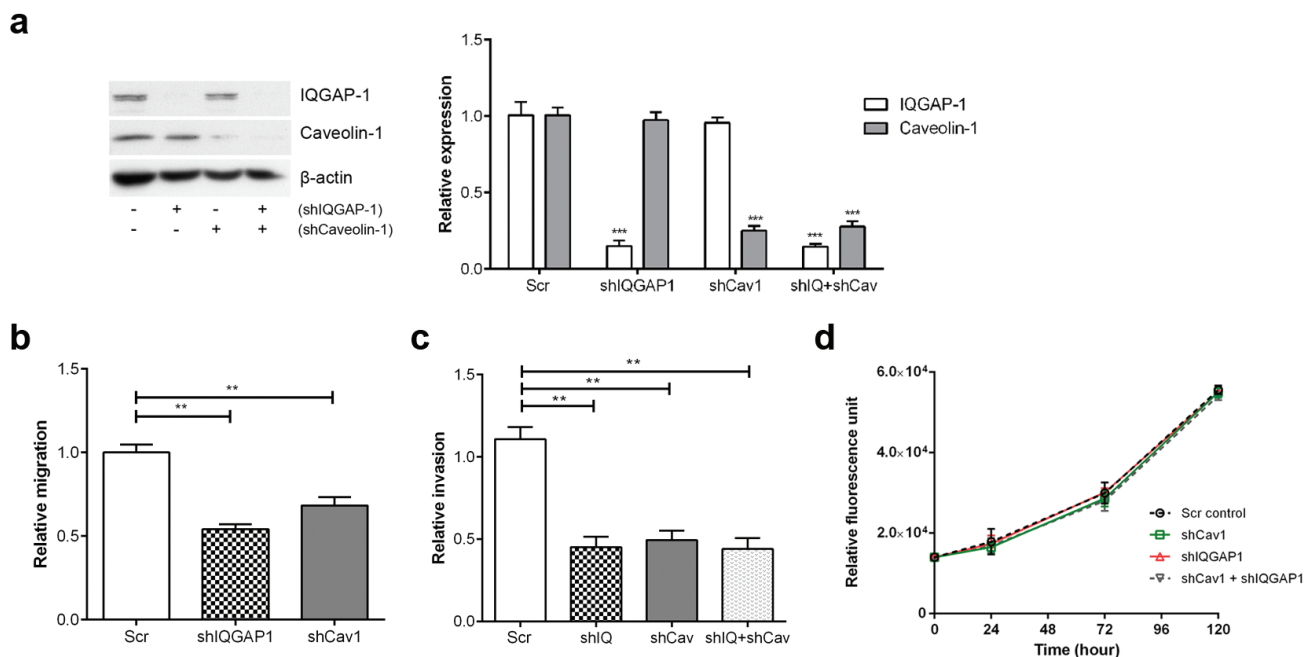 a
IQGAP-1
Caveolin-1
β-actin
- + - + (shIQGAP-1)
- - + + (shCaveolin-1)
Relative expression
1.5
1.0
0.5
0.0
*** *** *** ***
Scr shIQGAP1 shCav1 shIQ+shCav
IQGAP-1
Caveolin-1
b
Relative migration
1.5
1.0
0.5
0.0
**
**
Scr shIQGAP1 shCav1
c
Relative invasion
1.5
1.0
0.5
0.0
**
**
**
Scr shIQ shCav shIQ+shCav
d
Relative fluorescence unit
6.0×10⁴
4.0×10⁴
2.0×10⁴
0
0 24 48 72 96 120
Time (hour)
Scr control
shCav1
shIQGAP1
shCav1 + shIQGAP1